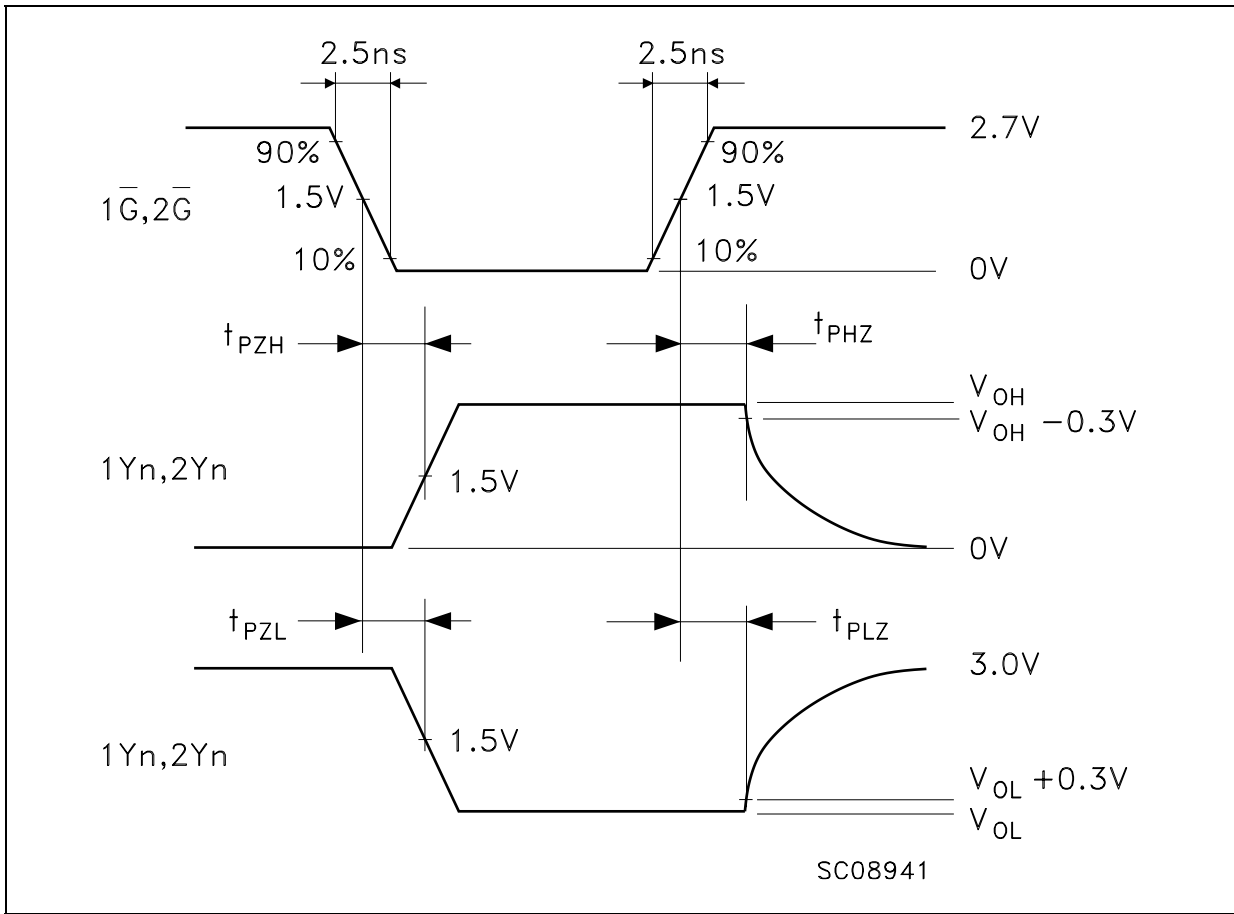 2.5ns 2.5ns
2.7V
90% 90%
1G̅,2G̅ 1.5V 1.5V
10% 10%
0V
tPZH tPHZ
VOH
VOH −0.3V
1Yn,2Yn 1.5V
0V
tPZL tPLZ
3.0V
1Yn,2Yn 1.5V
VOL +0.3V
VOL
SC08941